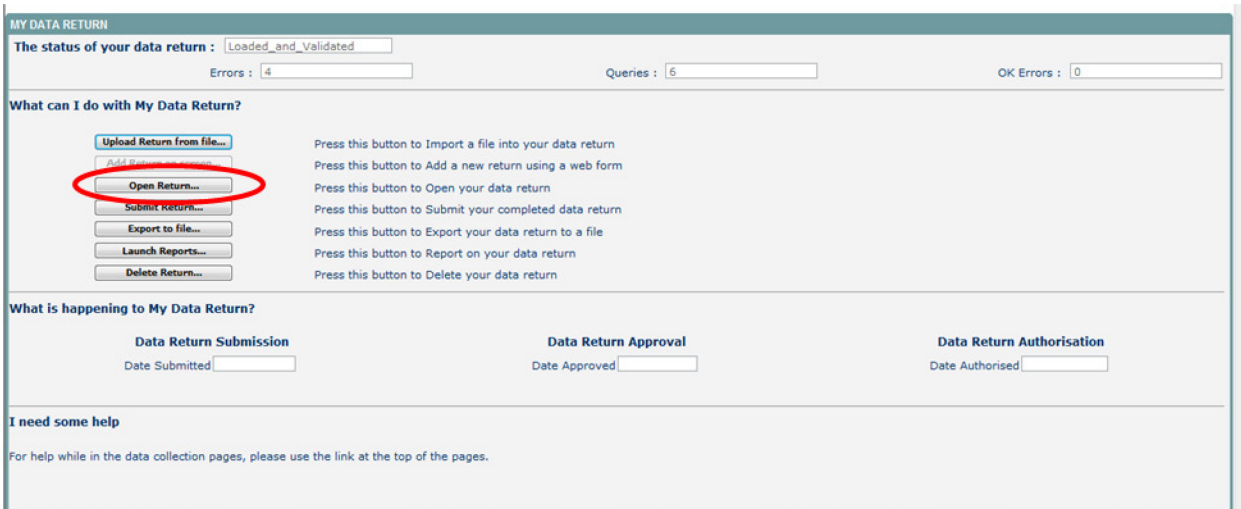 MY DATA RETURN
The status of your data return : Loaded_and_Validated
Errors : 4 Queries : 6 OK Errors : 0
What can I do with My Data Return?
Upload Return from file... Press this button to Import a file into your data return
Add Return on screen... Press this button to Add a new return using a web form
Open Return... Press this button to Open your data return
Submit Return... Press this button to Submit your completed data return
Export to file... Press this button to Export your data return to a file
Launch Reports... Press this button to Report on your data return
Delete Return... Press this button to Delete your data return
What is happening to My Data Return?
Data Return Submission Data Return Approval Data Return Authorisation
Date Submitted Date Approved Date Authorised
I need some help
For help while in the data collection pages, please use the link at the top of the pages.